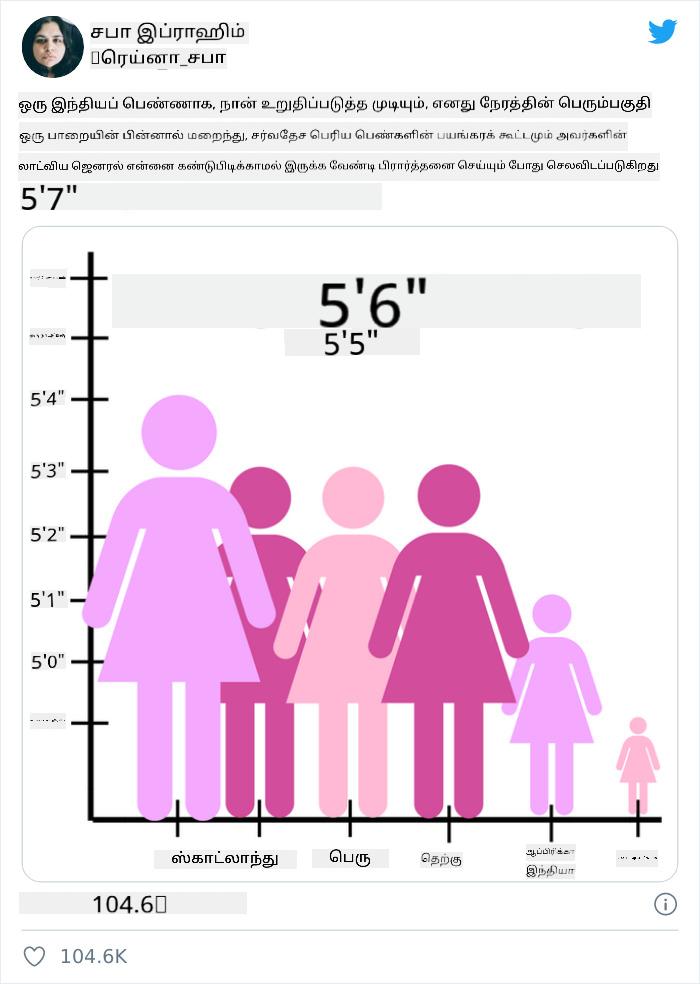 சபா இப்ராஹிம்
ரெய்னா_சபா
ஒரு இந்தியப் பெண்ணாக, நான் உறுதிப்படுத்த முடியும், எனது நேரத்தின் பெரும்பகுதி
ஒரு பாறையின் பின்னால் மறைந்து, சர்வதேச பெரிய பெண்களின் பயங்கரக் கூட்டமும் அவர்களின்
லாட்விய ஜெனரல் என்னை கண்டுபிடிக்காமல் இருக்க வேண்டி பிரார்த்தனை செய்யும் போது செலவிடப்படுகிறது
5'7"
5'6"
5'5"
5'4"
5'3"
5'2"
5'1"
5'0"
ஸ்காட்லாந்து
பெரு
தெற்கு
ஆப்பிரிக்கா
இந்தியா
104.6
104.6K